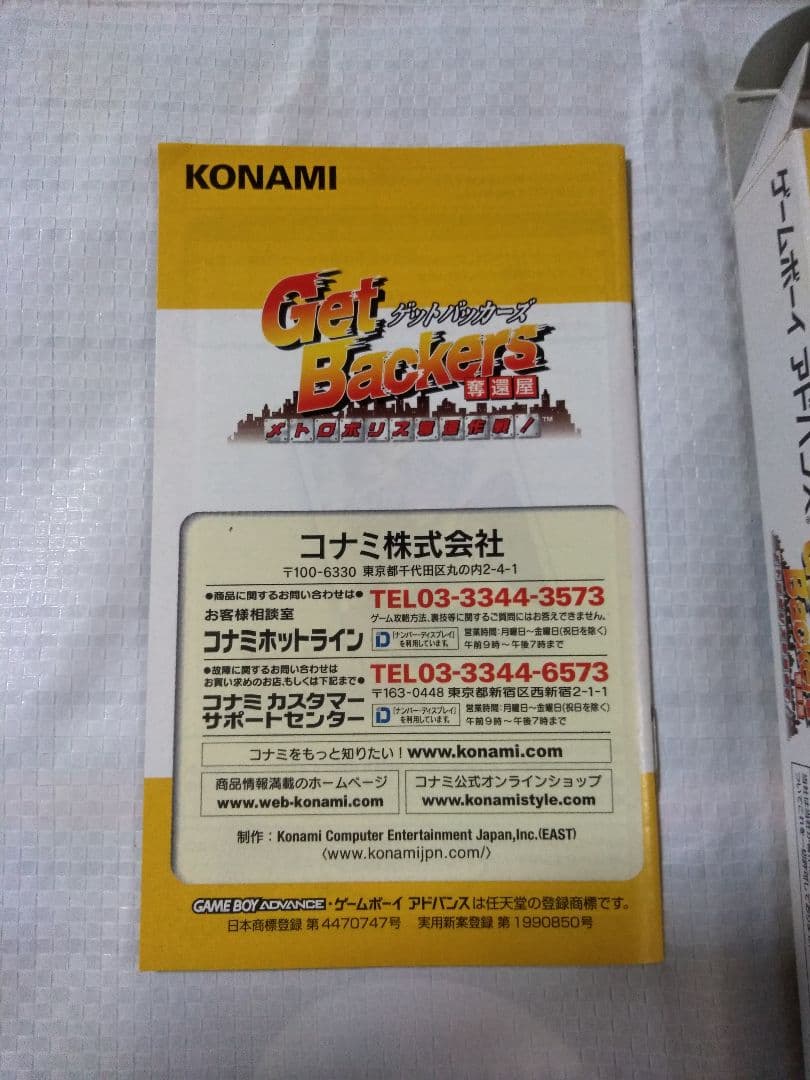 KONAMI
Get Backers
ゲットバッカーズ
奪還屋
メトロポリス奪還作戦!™
コナミ株式会社
〒100-6330 東京都千代田区丸の内2-4-1
●商品に関するお問い合わせは●
お客様相談室
コナミホットライン
TEL03-3344-3573
ゲーム攻略方法、裏技等に関するご質問にはお答えできません。
「ナンバー・ディスプレイ」を利用しています。
営業時間:月曜日〜金曜日(祝日を除く)
午前9時〜午後7時まで
●故障に関するお問い合わせは
お買い求めのお店、もしくは下記まで●
コナミ カスタマー
サポートセンター
TEL03-3344-6573
〒163-0448 東京都新宿区西新宿2-1-1
「ナンバー・ディスプレイ」を利用しています。
営業時間:月曜日〜金曜日(祝日を除く)
午前9時〜午後7時まで
コナミをもっと知りたい!www.konami.com
商品情報満載のホームページ
www.web-konami.com
コナミ公式オンラインショップ
www.konamistyle.com
制作:Konami Computer Entertainment Japan,Inc.(EAST)
〈www.konamijpn.com/〉
GAME BOY ADVANCE・ゲームボーイ アドバンスは任天堂の登録商標です。
日本商標登録 第4470747号 実用新案登録 第1990850号
ゲームボーイ アドバンス